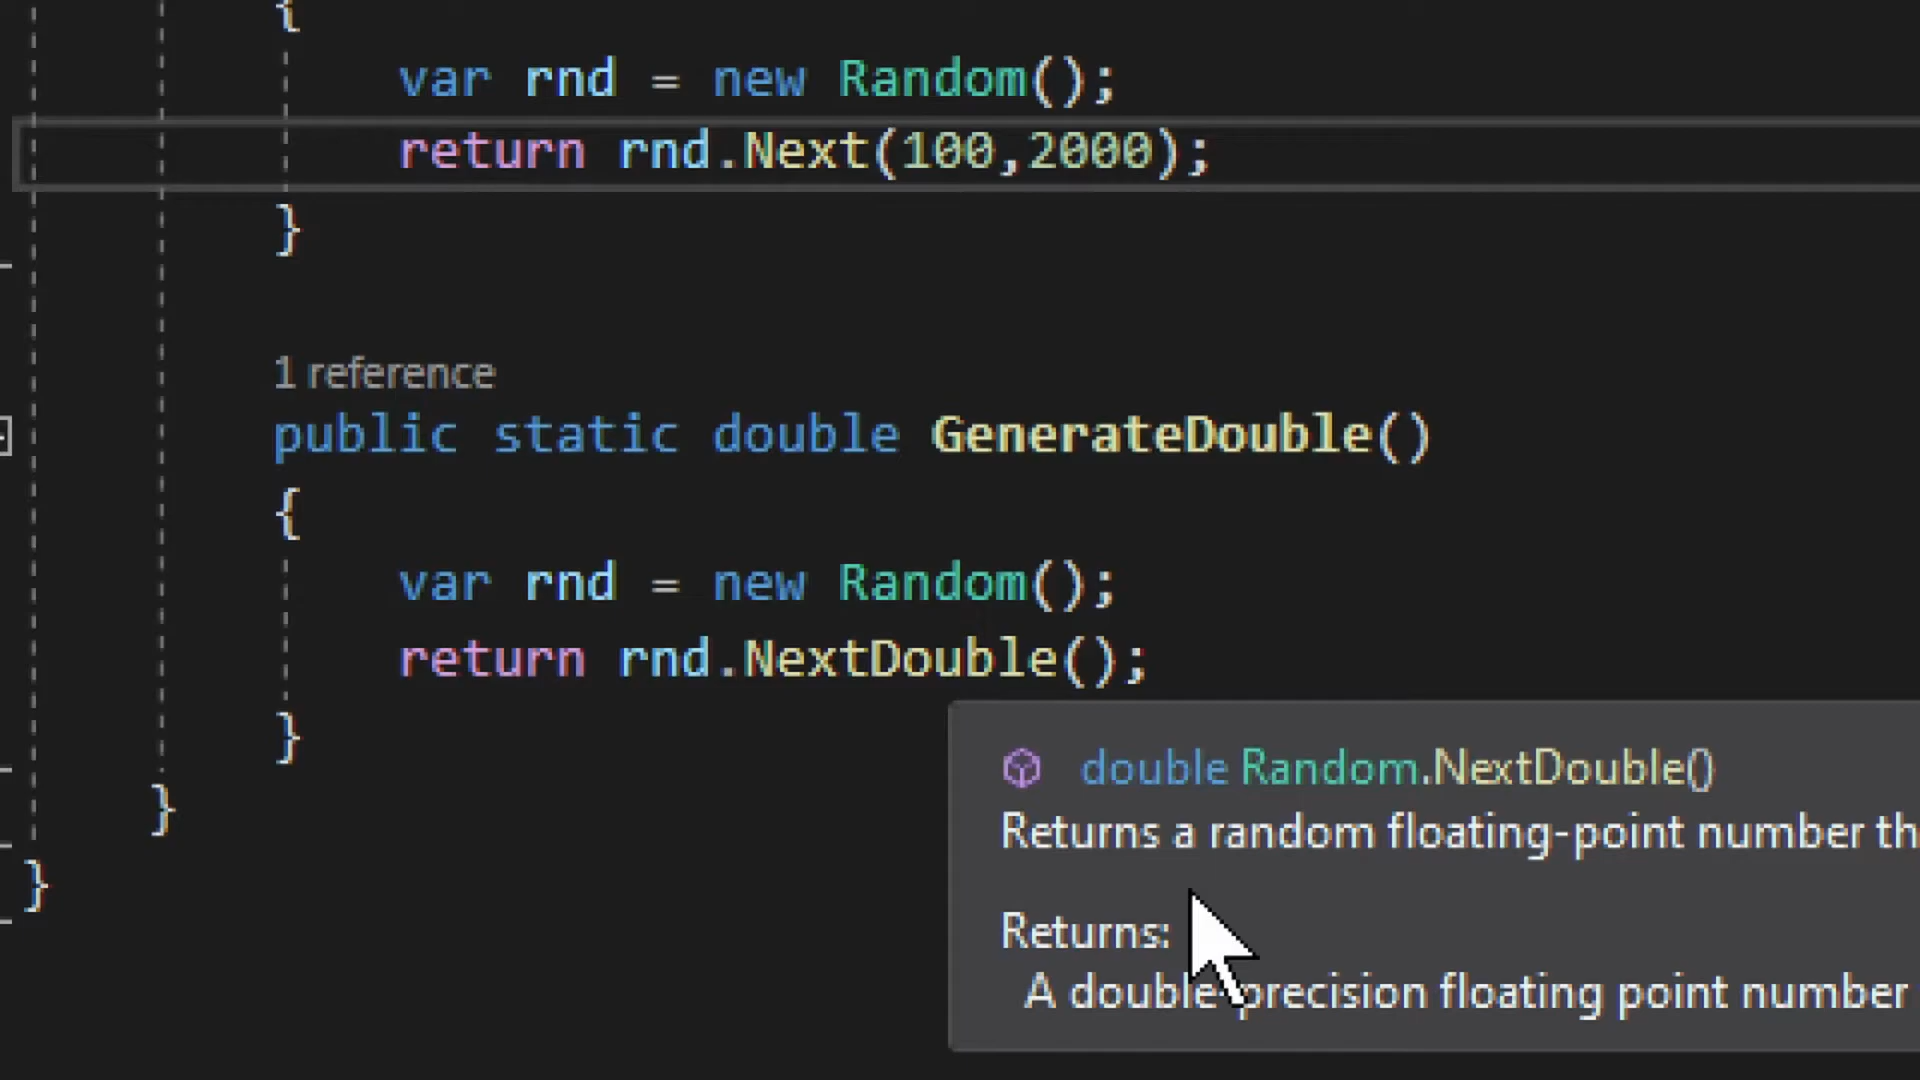 {
var rnd = new Random();
return rnd.Next(100,2000);
}
1 reference
public static double GenerateDouble()
{
var rnd = new Random();
return rnd.NextDouble();
}
}
}
double Random.NextDouble()
Returns a random floating-point number
Returns:
A double-precision floating point number